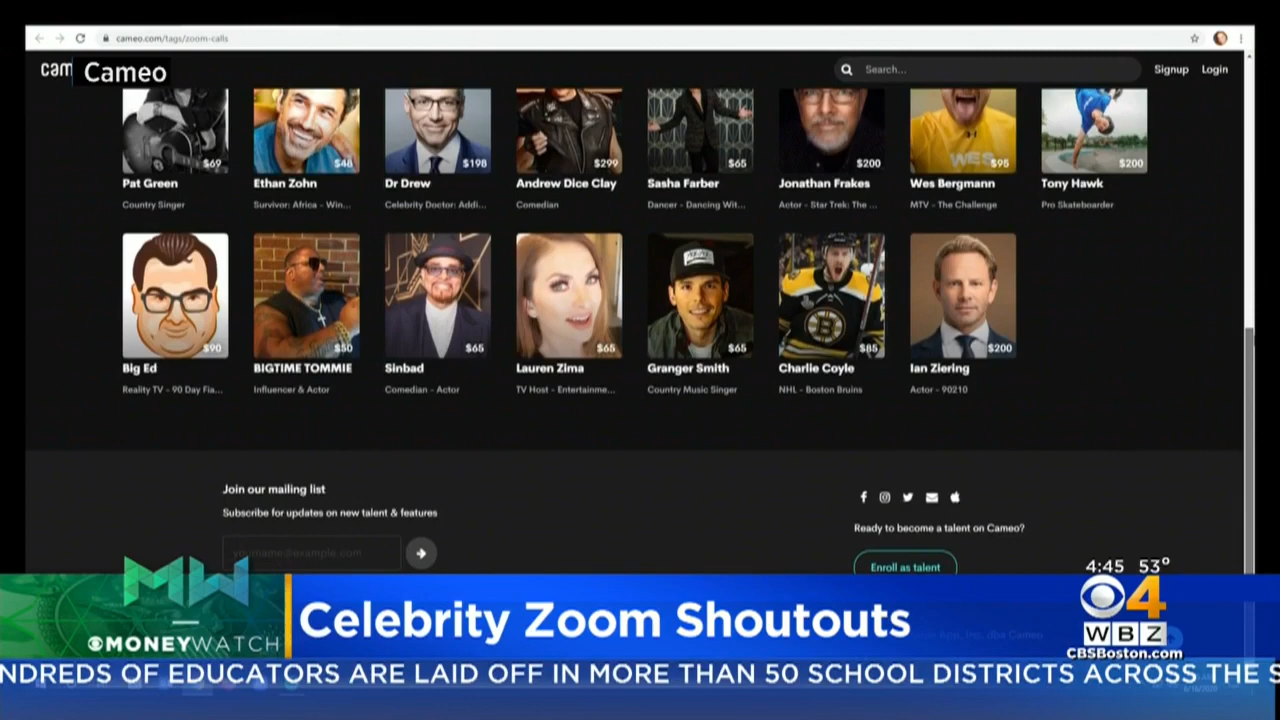 cameo.com/tags/zoom-calls
cam
Cameo
Search...
Signup
Login
$69
$46
$198
$299
$65
$200
WES
$95
$200
Pat Green
Ethan Zohn
Dr Drew
Andrew Dice Clay
Sasha Farber
Jonathan Frakes
Wes Bergmann
Tony Hawk
Country Singer
Survivor: Africa - Win...
Celebrity Doctor: Addi...
Comedian
Dancer - Dancing Wit...
Actor - Star Trek: The ...
MTV - The Challenge
Pro Skateboarder
$90
$50
$65
$65
$65
B
$85
$200
Big Ed
BIGTIME TOMMIE
Sinbad
Lauren Zima
Granger Smith
Charlie Coyle
Ian Ziering
Reality TV - 90 Day Fia...
Influencer & Actor
Comedian - Actor
TV Host - Entertainme...
Country Music Singer
NHL - Boston Bruins
Actor - 90210
Join our mailing list
Subscribe for updates on new talent & features
yourname@example.com
Ready to become a talent on Cameo?
Enroll as talent
MW
MONEYWATCH
Celebrity Zoom Shoutouts
4:45 53°
4
WBZ
CBSBoston.com
NDREDS OF EDUCATORS ARE LAID OFF IN MORE THAN 50 SCHOOL DISTRICTS ACROSS THE S